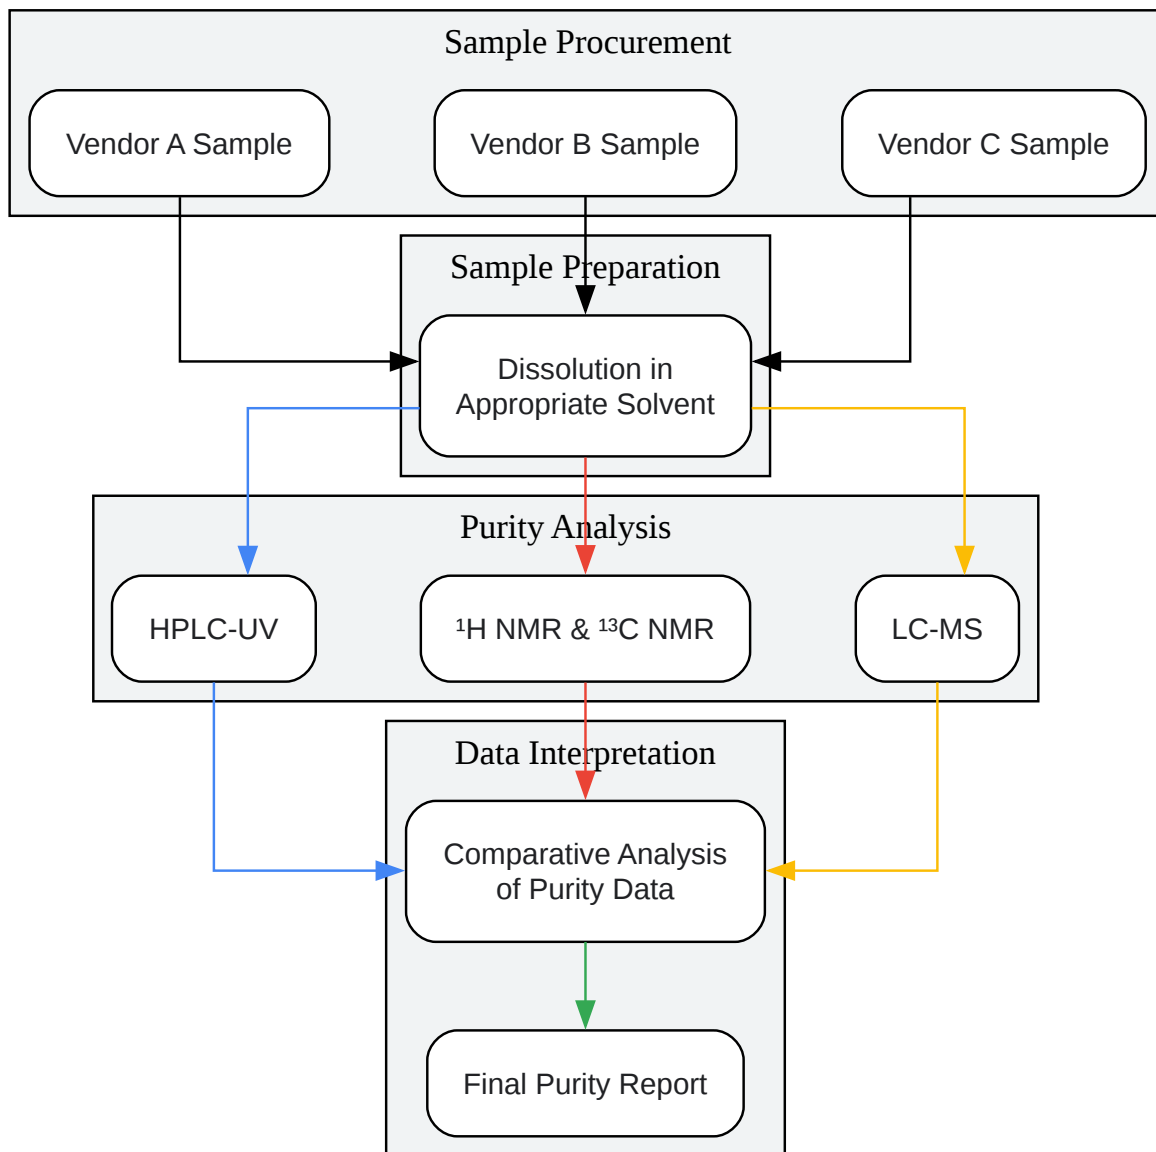 Sample Procurement
Vendor A Sample
Vendor B Sample
Vendor C Sample
Sample Preparation
Dissolution in
Appropriate Solvent
Purity Analysis
HPLC-UV
¹H NMR & ¹³C NMR
LC-MS
Data Interpretation
Comparative Analysis
of Purity Data
Final Purity Report